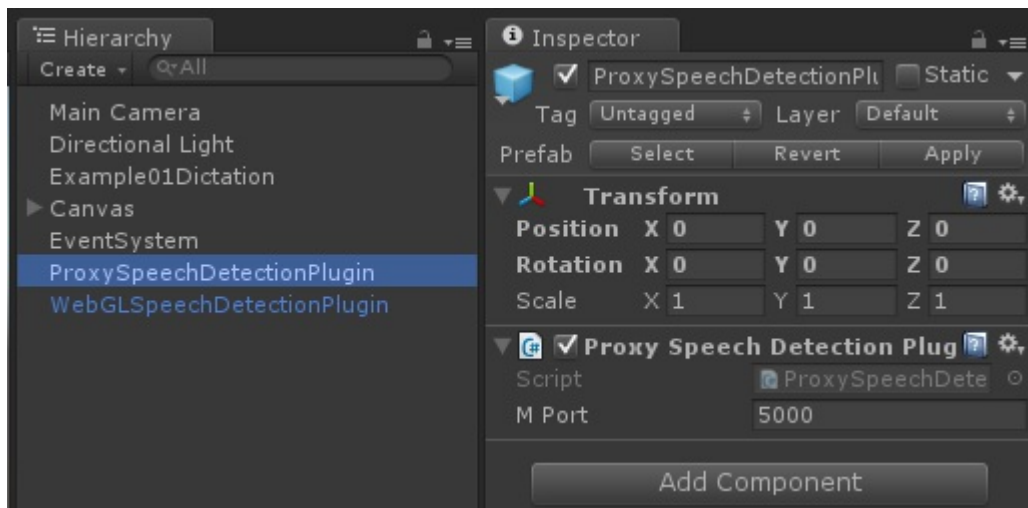 Hierarchy
Create
All
Main Camera
Directional Light
Example01Dictation
Canvas
EventSystem
ProxySpeechDetectionPlugin
WebGLSpeechDetectionPlugin
Inspector
ProxySpeechDetectionPlu Static
Tag Untagged Layer Default
Prefab Select Revert Apply
Transform
Position X 0 Y 0 Z 0
Rotation X 0 Y 0 Z 0
Scale X 1 Y 1 Z 1
Proxy Speech Detection Plug
Script ProxySpeechDete
M Port 5000
Add Component